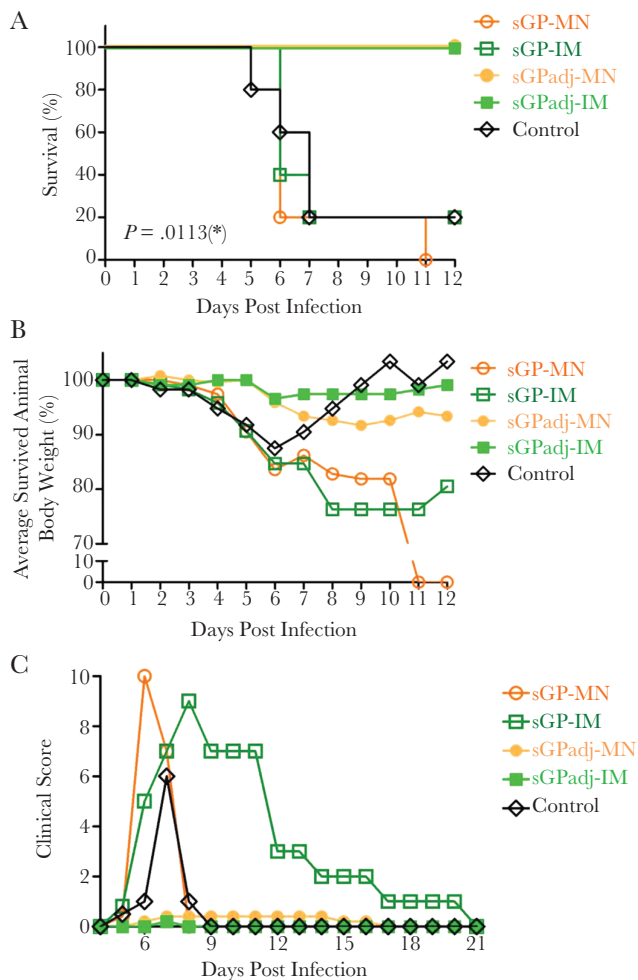 A
100
80
60
40
20
0
Survival (%)
P = .0113(*)
0 1 2 3 4 5 6 7 8 9 10 11 12
Days Post Infection
sGP-MN
sGP-IM
sGPadj-MN
sGPadj-IM
Control
B
100
90
80
70
10
0
Average Survived Animal
Body Weight (%)
0 1 2 3 4 5 6 7 8 9 10 11 12
Days Post Infection
sGP-MN
sGP-IM
sGPadj-MN
sGPadj-IM
Control
C
10
8
6
4
2
0
Clinical Score
6 9 12 15 18 21
Days Post Infection
sGP-MN
sGP-IM
sGPadj-MN
sGPadj-IM
Control